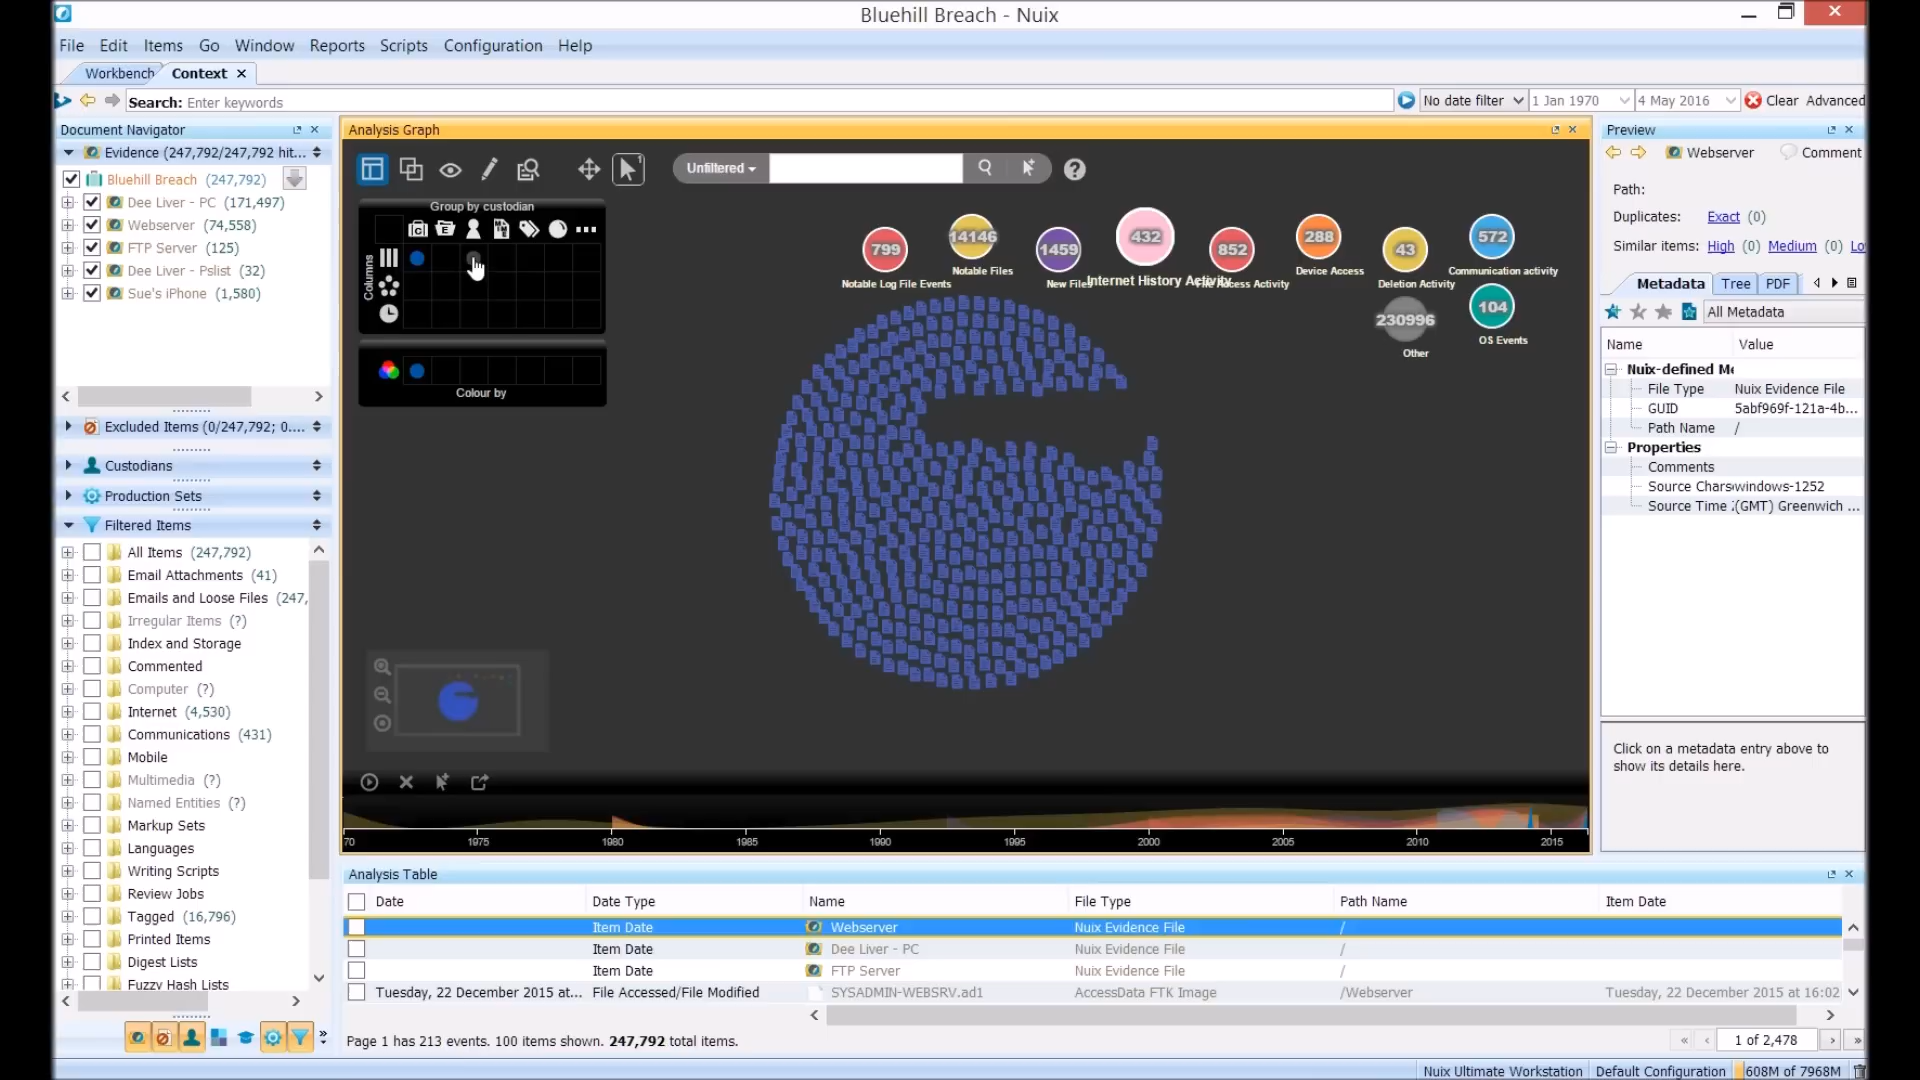 Bluehill Breach - Nuix
File Edit Items Go Window Reports Scripts Configuration Help
Workbench Context
Search: Enter keywords No date filter 1 Jan 1970 4 May 2016 Clear Advanced
Document Navigator
Evidence (247,792/247,792 hit...
Bluehill Breach (247,792)
Dee Liver - PC (171,497)
Webserver (74,558)
FTP Server (125)
Dee Liver - Pslist (32)
Sue's iPhone (1,580)
Excluded Items (0/247,792; 0....
Custodians
Production Sets
Filtered Items
All Items (247,792)
Email Attachments (41)
Emails and Loose Files (247,
Irregular Items (?)
Index and Storage
Commented
Computer (?)
Internet (4,530)
Communications (431)
Mobile
Multimedia (?)
Named Entities (?)
Markup Sets
Languages
Writing Scripts
Review Jobs
Tagged (16,796)
Printed Items
Digest Lists
Fuzzy Hash Lists
Analysis Graph
Unfiltered
Group by custodian
Columns
Colour by
799
Notable Log File Events
14146
Notable Files
1459
New Files
432
Internet History Activity
852
Activity
288
Device Access
43
Deletion Activity
572
Communication activity
230996
Other
104
OS Events
70 1975 1980 1985 1990 1995 2000 2005 2010 2015
Preview
Webserver Comment
Path:
Duplicates: Exact (0)
Similar items: High (0) Medium (0) Lo
Metadata Tree PDF
All Metadata
Name Value
Nuix-defined Me
File Type Nuix Evidence File
GUID 5abf969f-121a-4b...
Path Name /
Properties
Comments
Source Chars windows-1252
Source Time (GMT) Greenwich ...
Click on a metadata entry above to
show its details here.
Analysis Table
Date Date Type Name File Type Path Name Item Date
Item Date Webserver Nuix Evidence File /
Item Date Dee Liver - PC Nuix Evidence File /
Item Date FTP Server Nuix Evidence File /
Tuesday, 22 December 2015 at... File Accessed/File Modified SYSADMIN-WEBSRV.ad1 AccessData FTK Image /Webserver Tuesday, 22 December 2015 at 16:02
Page 1 has 213 events. 100 items shown. 247,792 total items.
1 of 2,478
Nuix Ultimate Workstation Default Configuration 608M of 7968M